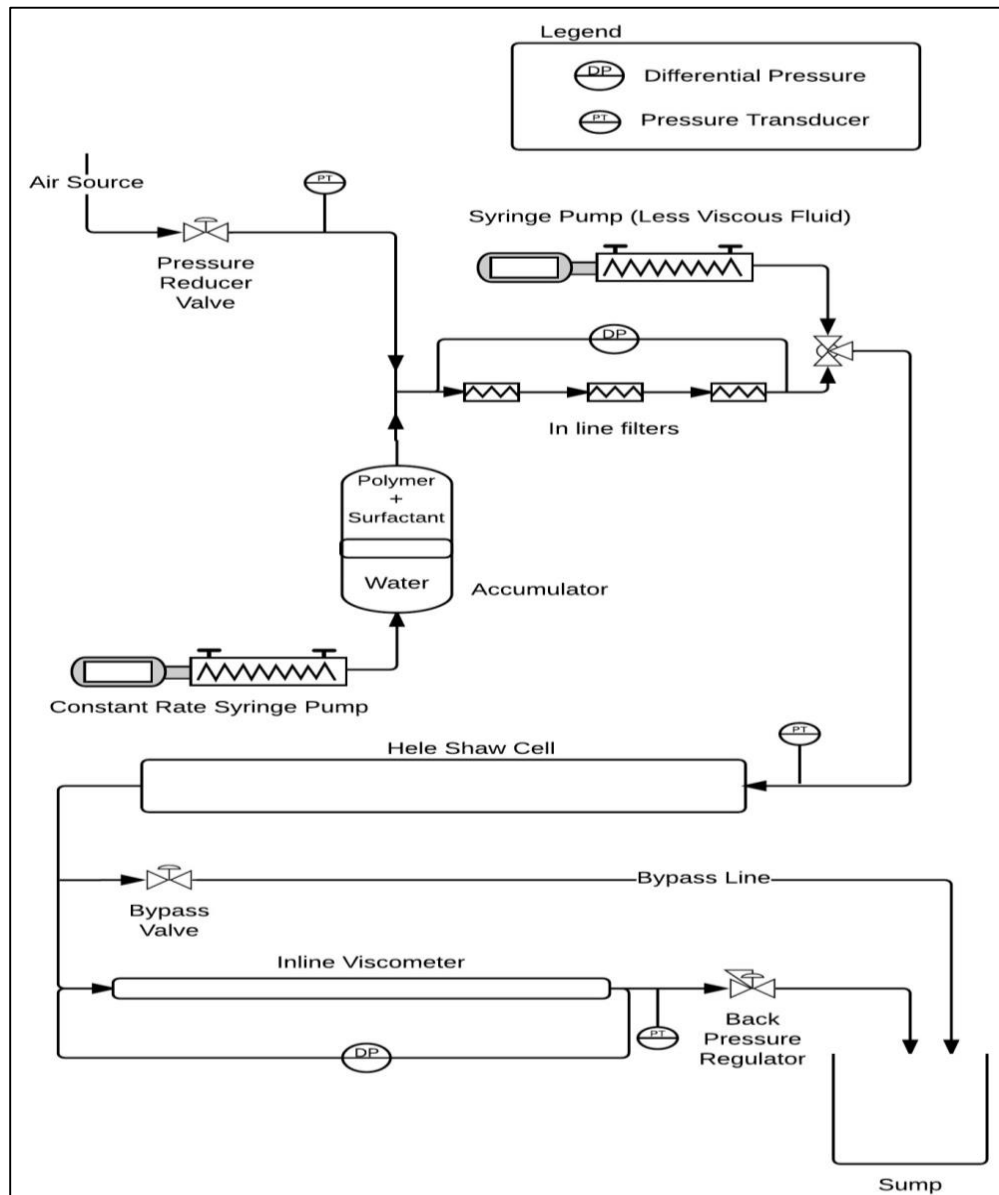 Legend
DP
Differential Pressure
PT
Pressure Transducer
Air Source
PT
Pressure
Reducer
Valve
Syringe Pump (Less Viscous Fluid)
DP
In line filters
Polymer
+
Surfactant
Water
Accumulator
Constant Rate Syringe Pump
Hele Shaw Cell
PT
Bypass Line
Bypass
Valve
Inline Viscometer
DP
PT
Back
Pressure
Regulator
Sump